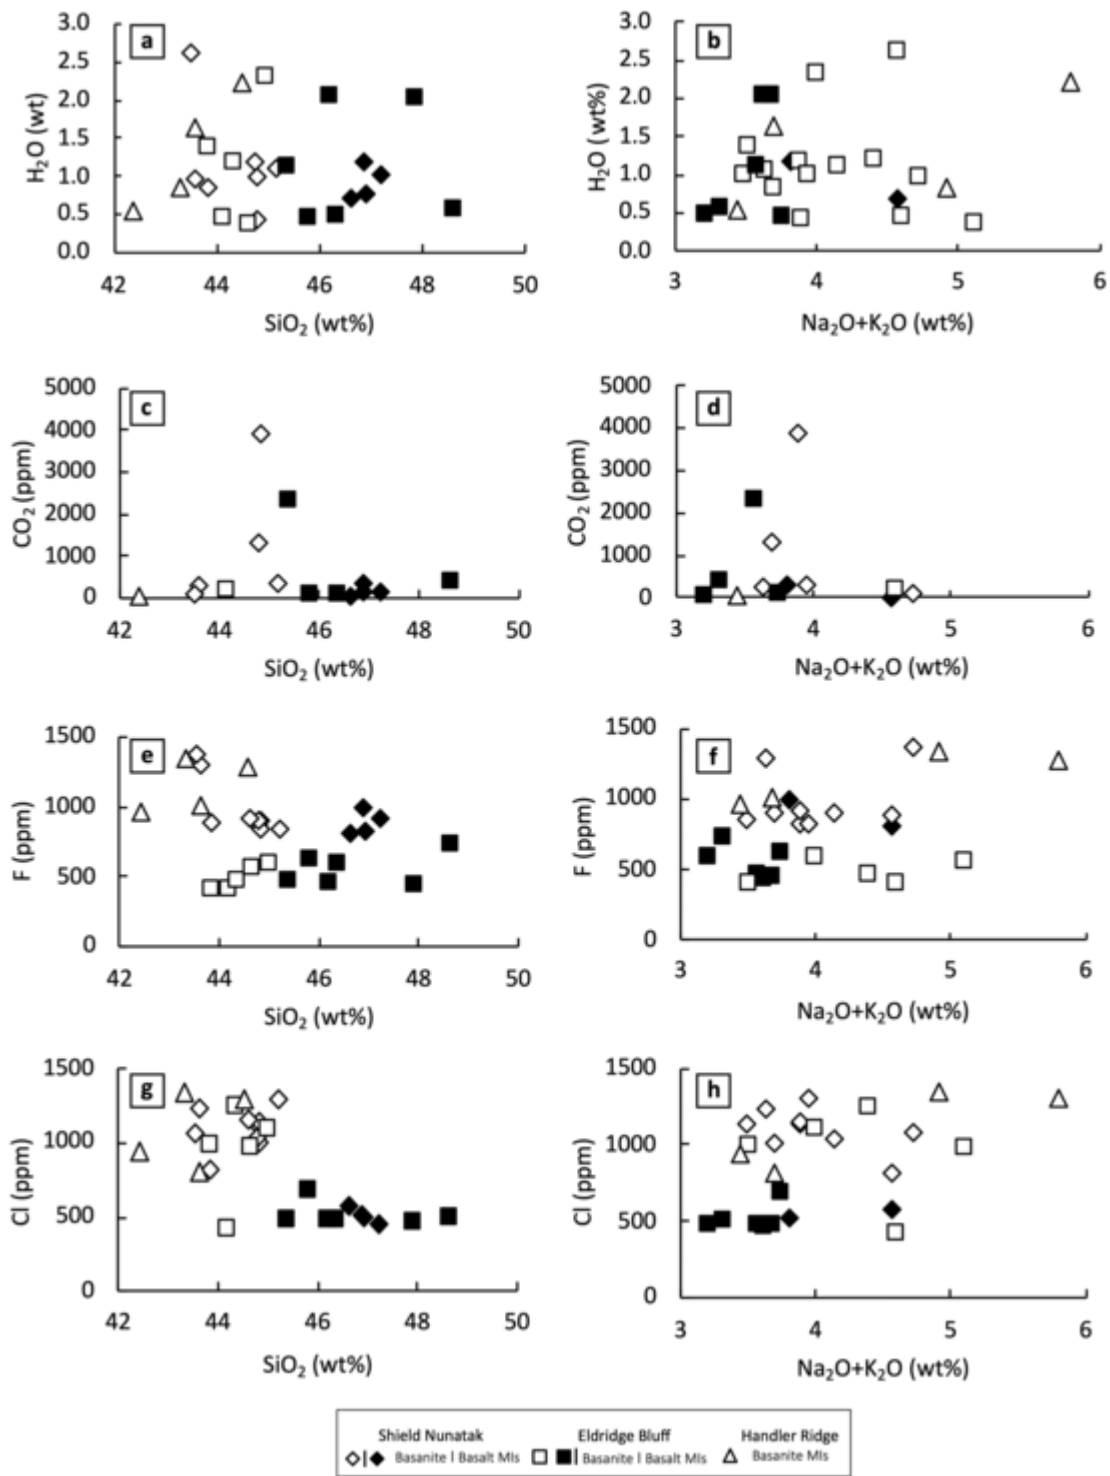 a
3.0
2.5
2.0
1.5
1.0
0.5
0.0
H₂O (wt)
42 44 46 48 50
SiO₂ (wt%)
b
3.0
2.5
2.0
1.5
1.0
0.5
0.0
H₂O (wt%)
3 4 5 6
Na₂O+K₂O (wt%)
c
5000
4000
3000
2000
1000
0
CO₂ (ppm)
42 44 46 48 50
SiO₂ (wt%)
d
5000
4000
3000
2000
1000
0
CO₂ (ppm)
3 4 5 6
Na₂O+K₂O (wt%)
e
1500
1000
500
0
F (ppm)
42 44 46 48 50
SiO₂ (wt%)
f
1500
1000
500
0
F (ppm)
3 4 5 6
Na₂O+K₂O (wt%)
g
1500
1000
500
0
Cl (ppm)
42 44 46 48 50
SiO₂ (wt%)
h
1500
1000
500
0
Cl (ppm)
3 4 5 6
Na₂O+K₂O (wt%)
Shield Nunatak Eldridge Bluff Handler Ridge
| Basanite | Basalt MIs | Basanite | Basalt MIs Basanite MIs